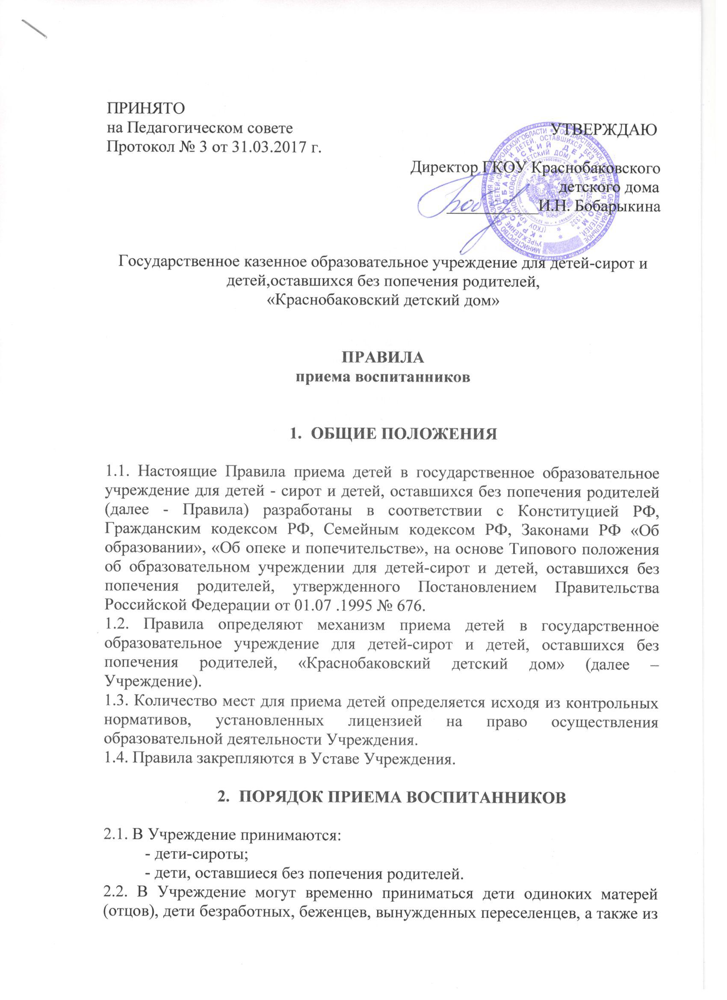 ПРИНЯТО
на Педагогическом совете
Протокол № 3 от 31.03.2017 г.
УТВЕРЖДАЮ
Директор ГКОУ Краснобаковского
детского дома
И.Н. Бобарыкина
Государственное казенное образовательное учреждение для детей-сирот и
детей,оставшихся без попечения родителей,
«Краснобаковский детский дом»
ПРАВИЛА
приема воспитанников
1. ОБЩИЕ ПОЛОЖЕНИЯ
1.1. Настоящие Правила приема детей в государственное образовательное
учреждение для детей - сирот и детей, оставшихся без попечения родителей
(далее - Правила) разработаны в соответствии с Конституцией РФ,
Гражданским кодексом РФ, Семейным кодексом РФ, Законами РФ «Об
образовании», «Об опеке и попечительстве», на основе Типового положения
об образовательном учреждении для детей-сирот и детей, оставшихся без
попечения родителей, утвержденного Постановлением Правительства
Российской Федерации от 01.07 .1995 № 676.
1.2. Правила определяют механизм приема детей в государственное
образовательное учреждение для детей-сирот и детей, оставшихся без
попечения родителей, «Краснобаковский детский дом» (далее –
Учреждение).
1.3. Количество мест для приема детей определяется исходя из контрольных
нормативов, установленных лицензией на право осуществления
образовательной деятельности Учреждения.
1.4. Правила закрепляются в Уставе Учреждения.
2. ПОРЯДОК ПРИЕМА ВОСПИТАННИКОВ
2.1. В Учреждение принимаются:
- дети-сироты;
- дети, оставшиеся без попечения родителей.
2.2. В Учреждение могут временно приниматься дети одиноких матерей
(отцов), дети безработных, беженцев, вынужденных переселенцев, а также из